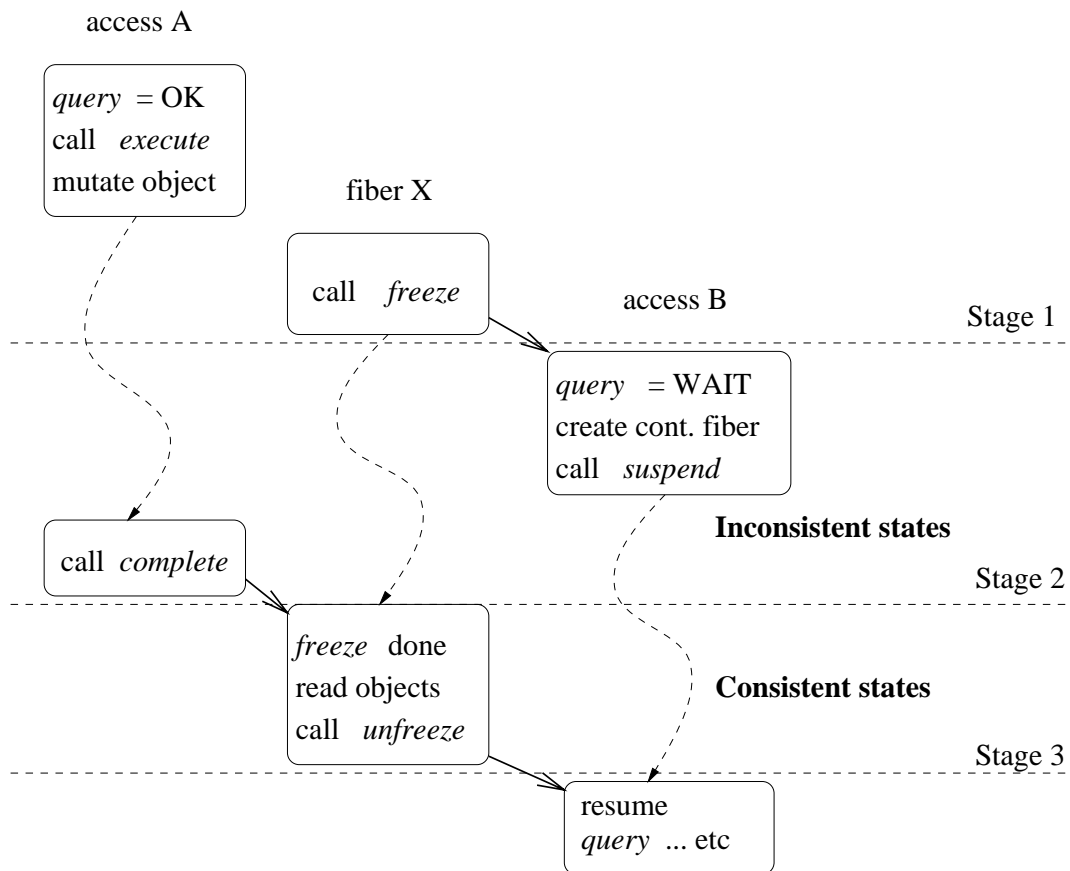 access A
query = OK
call execute
mutate object
fiber X
call freeze
access B
Stage 1
query = WAIT
create cont. fiber
call suspend
Inconsistent states
call complete
Stage 2
freeze done
read objects
call unfreeze
Consistent states
Stage 3
resume
query ... etc